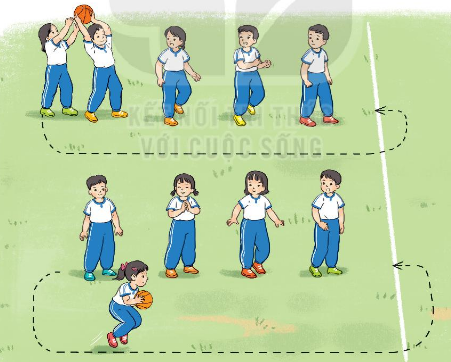 KẾT NỐI TRI THỨC
VỚI CUỘC SỐNG